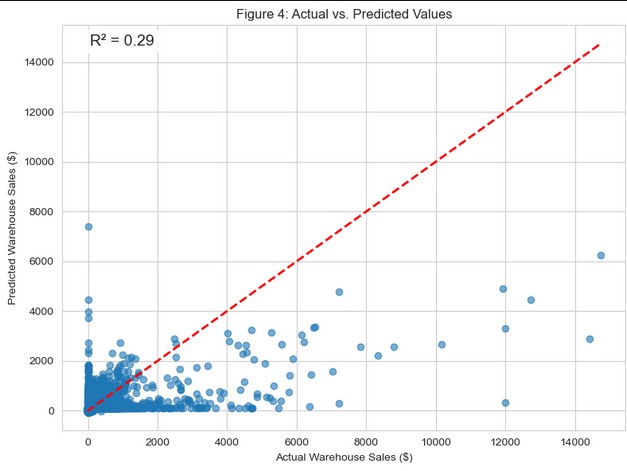 Figure 4: Actual vs. Predicted Values
R² = 0.29
Predicted Warehouse Sales ($)
14000
12000
10000
8000
6000
4000
2000
0
0 2000 4000 6000 8000 10000 12000 14000
Actual Warehouse Sales ($)